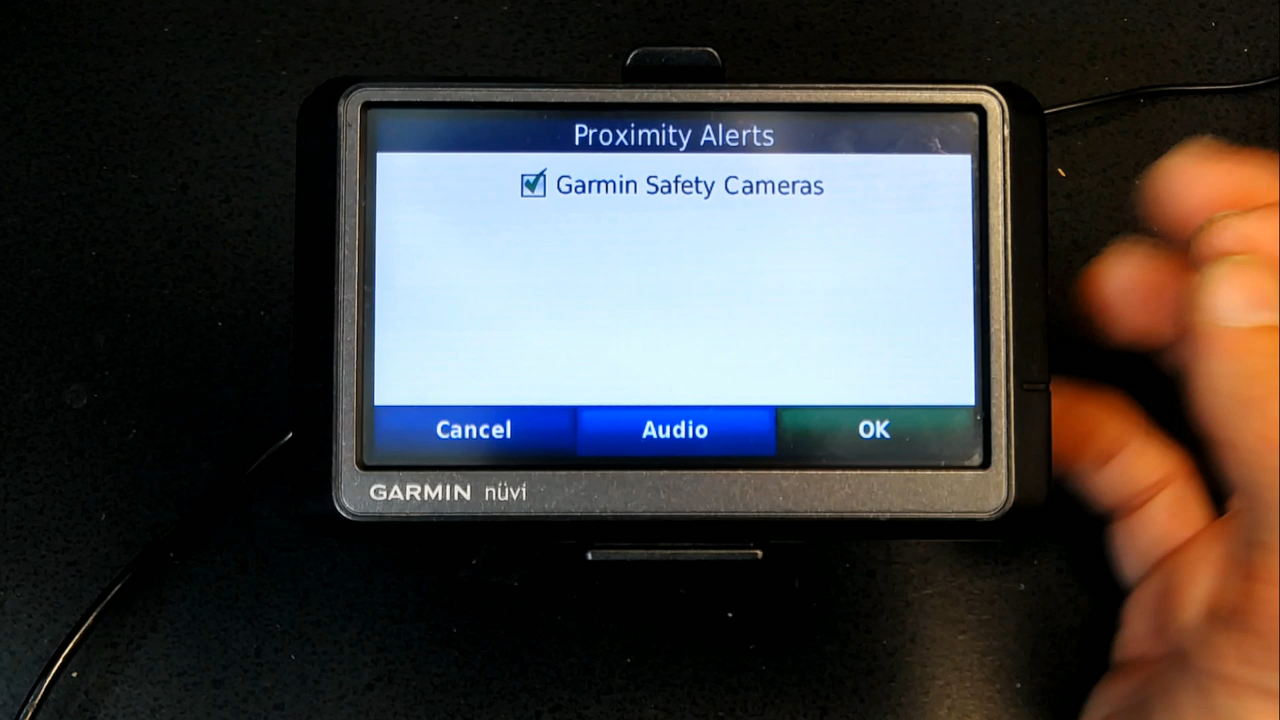 Proximity Alerts
Garmin Safety Cameras
Cancel Audio OK
GARMIN nüvi